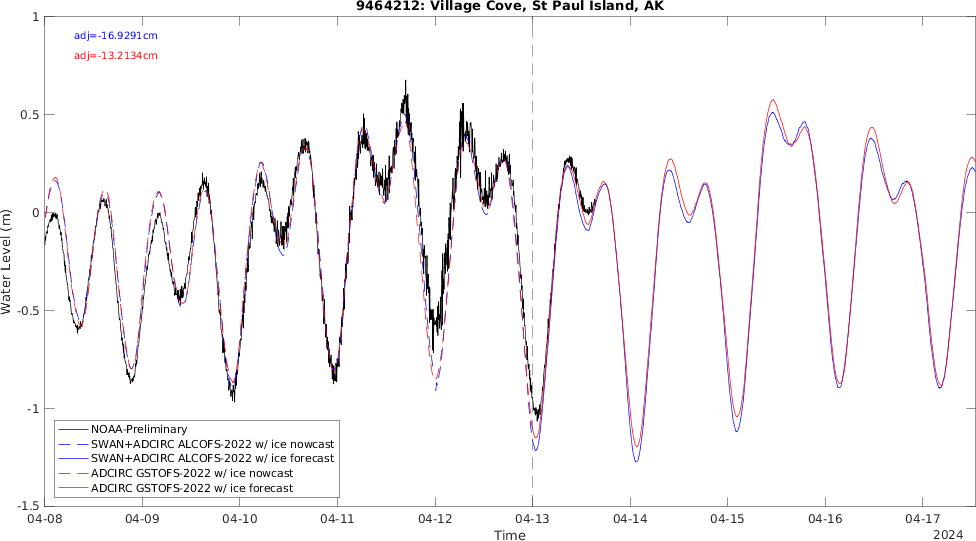 9464212: Village Cove, St Paul Island, AK
adj=-16.9291cm
adj=-13.2134cm
1
0.5
0
-0.5
-1
-1.5
Water Level (m)
NOAA-Preliminary
SWAN+ADCIRC ALCOFS-2022 w/ ice nowcast
SWAN+ADCIRC ALCOFS-2022 w/ ice forecast
ADCIRC GSTOFS-2022 w/ ice nowcast
ADCIRC GSTOFS-2022 w/ ice forecast
04-08 04-09 04-10 04-11 04-12 04-13 04-14 04-15 04-16 04-17
Time
2024